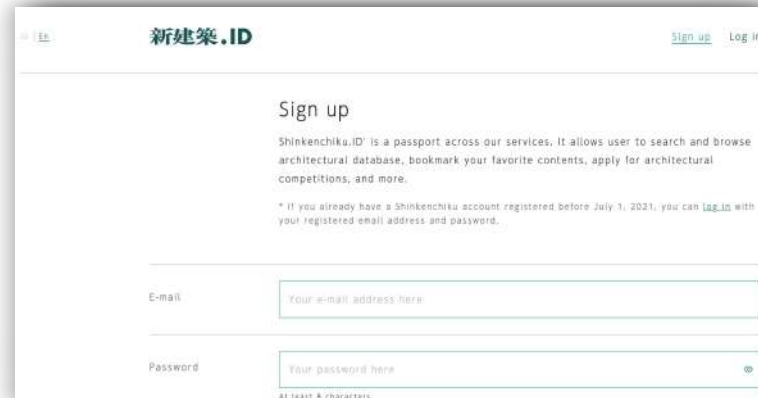 En
新建築.ID
Sign up Log in
Sign up
Shinkenchiku.ID' is a passport across our services. It allows user to search and browse
architectural database, bookmark your favorite contents, apply for architectural
competitions, and more.
* If you already have a Shinkenchiku account registered before July 1, 2021, you can log in with
your registered email address and password.
E-mail
Your e-mail address here
Password
Your password here
At least 8 characters